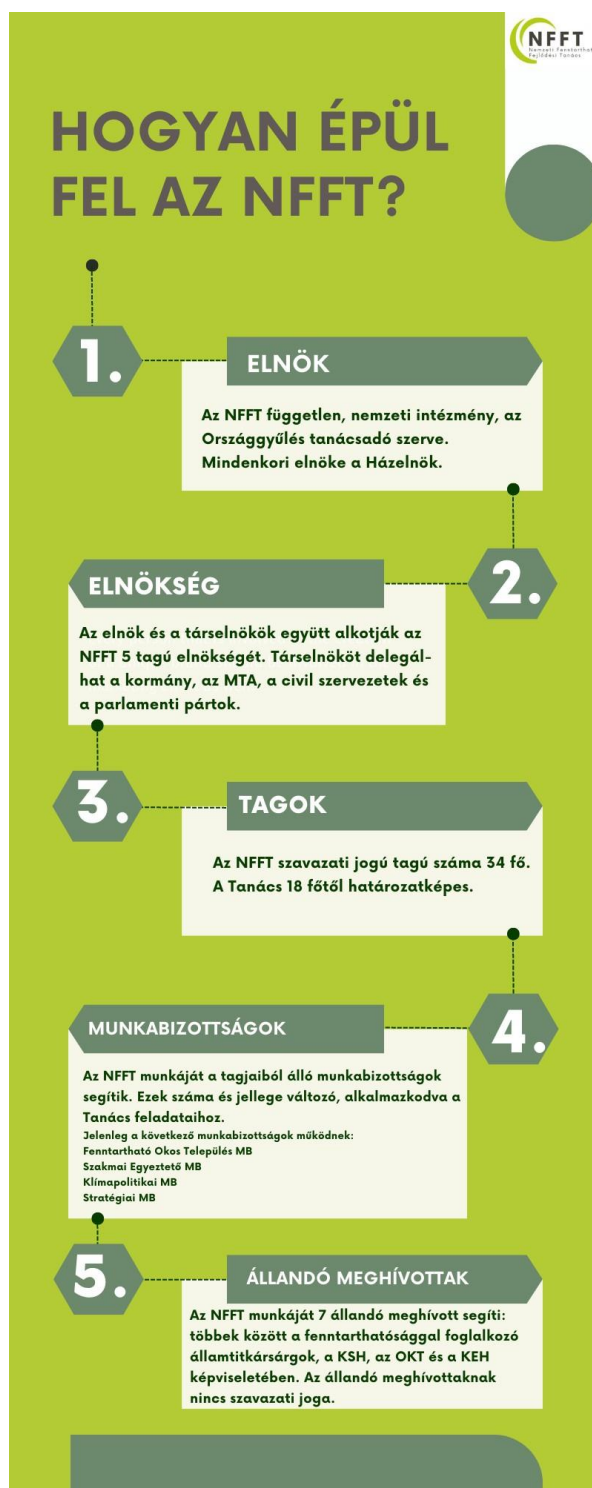 NFFT
Nemzeti Fenntartható
Fejlődési Tanács
HOGYAN ÉPÜL
FEL AZ NFFT?
1.
ELNÖK
Az NFFT független, nemzeti intézmény, az
Országgyűlés tanácsadó szerve.
Mindenkori elnöke a Házelnök.
2.
ELNÖKSÉG
Az elnök és a társelnökök együtt alkotják az
NFFT 5 tagú elnökségét. Társelnököt delegál-
hat a kormány, az MTA, a civil szervezetek és
a parlamenti pártok.
3.
TAGOK
Az NFFT szavazati jogú tagú száma 34 fő.
A Tanács 18 főtől határozatképes.
4.
MUNKABIZOTTSÁGOK
Az NFFT munkáját a tagjaiból álló munkabizottságok
segítik. Ezek száma és jellege változó, alkalmazkodva a
Tanács feladataihoz.
Jelenleg a következő munkabizottságok működnek:
Fenntartható Okos Település MB
Szakmai Egyeztető MB
Klímapolitikai MB
Stratégiai MB
5.
ÁLLANDÓ MEGHÍVOTTAK
Az NFFT munkáját 7 állandó meghívott segíti:
többek között a fenntarthatósággal foglalkozó
államtitkársárgok, a KSH, az OKT és a KEH
képviseletében. Az állandó meghívottaknak
nincs szavazati joga.